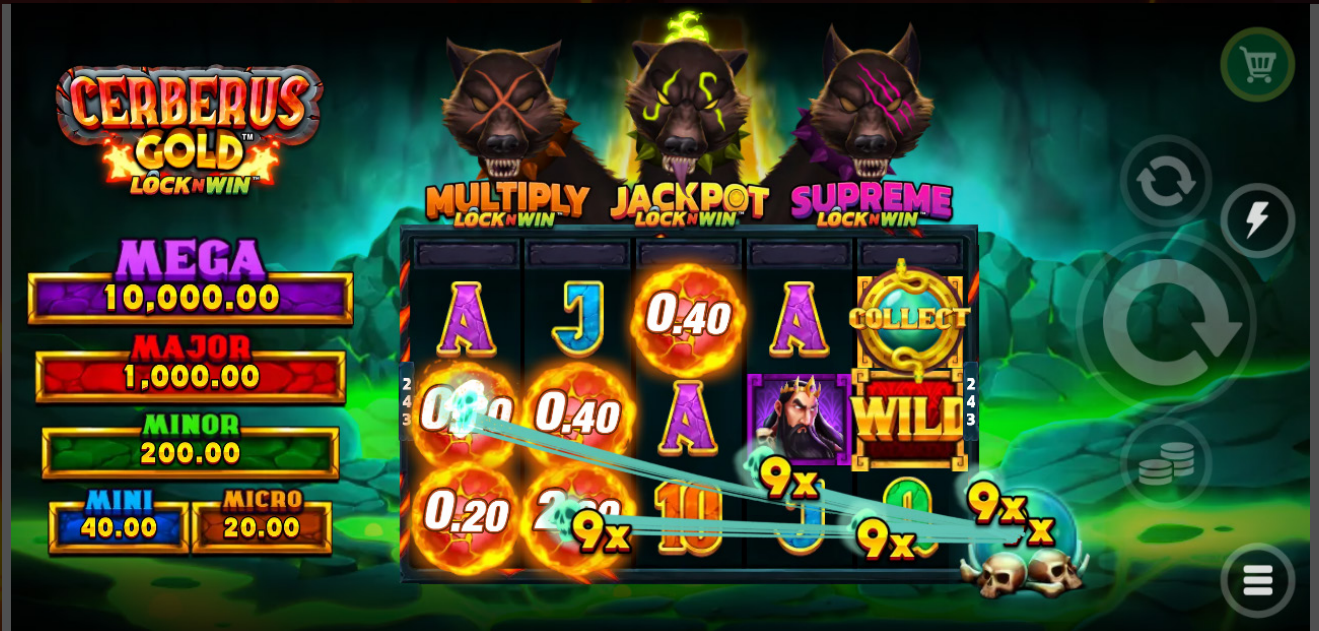 CERBERUS
GOLD™
LOCK N WIN™
MULTIPLY
LOCK N WIN
JACKPOT
LOCK N WIN
SUPREME
LOCK N WIN
MEGA
10,000.00
MAJOR
1,000.00
MINOR
200.00
MINI
40.00
MICRO
20.00
A
J
0.40
A
COLLECT
243
0.40
A
WILD
243
0.20
10
J
Q
9x
9x
9x
9x
x